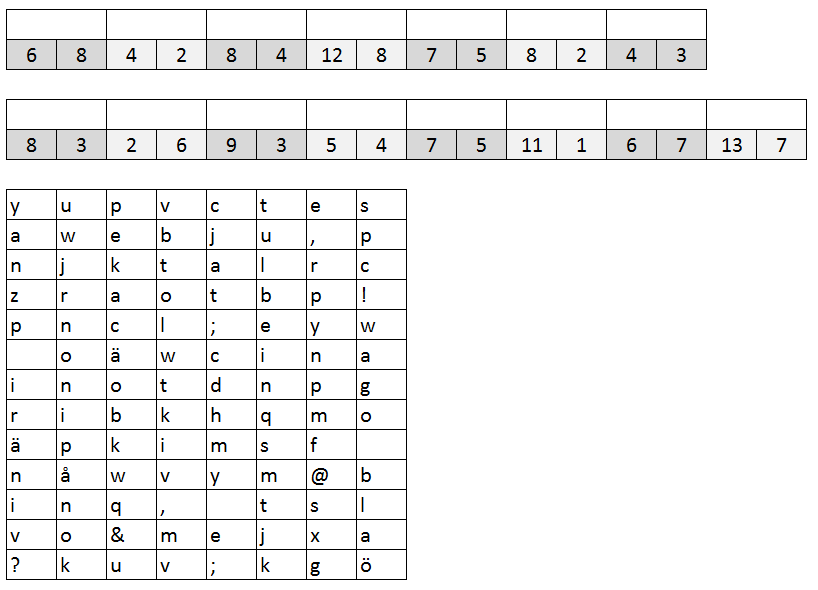 6 8 4 2 8 4 12 8 7 5 8 2 4 3
8 3 2 6 9 3 5 4 7 5 11 1 6 7 13 7
y u p v c t e s
a w e b j u , p
n j k t a l r c
z r a o t b p !
p n c l ; e y w
o ä w c i n a
i n o t d n p g
r i b k h q m o
ä p k i m s f
n å w v y m @ b
i n q , t s l
v o & m e j x a
? k u v ; k g ö